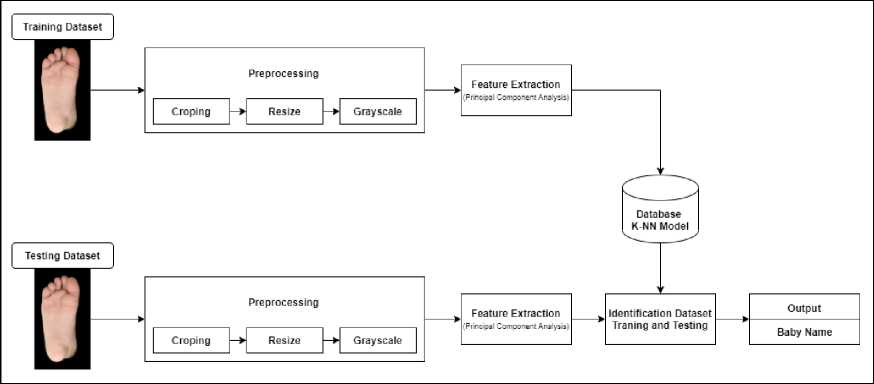 Training Dataset
Preprocessing
Croping
Resize
Grayscale
Feature Extraction
(Principal Component Analysis)
Database
K-NN Model
Testing Dataset
Preprocessing
Croping
Resize
Grayscale
Feature Extraction
(Principal Component Analysis)
Identification Dataset
Traning and Testing
Output
Baby Name